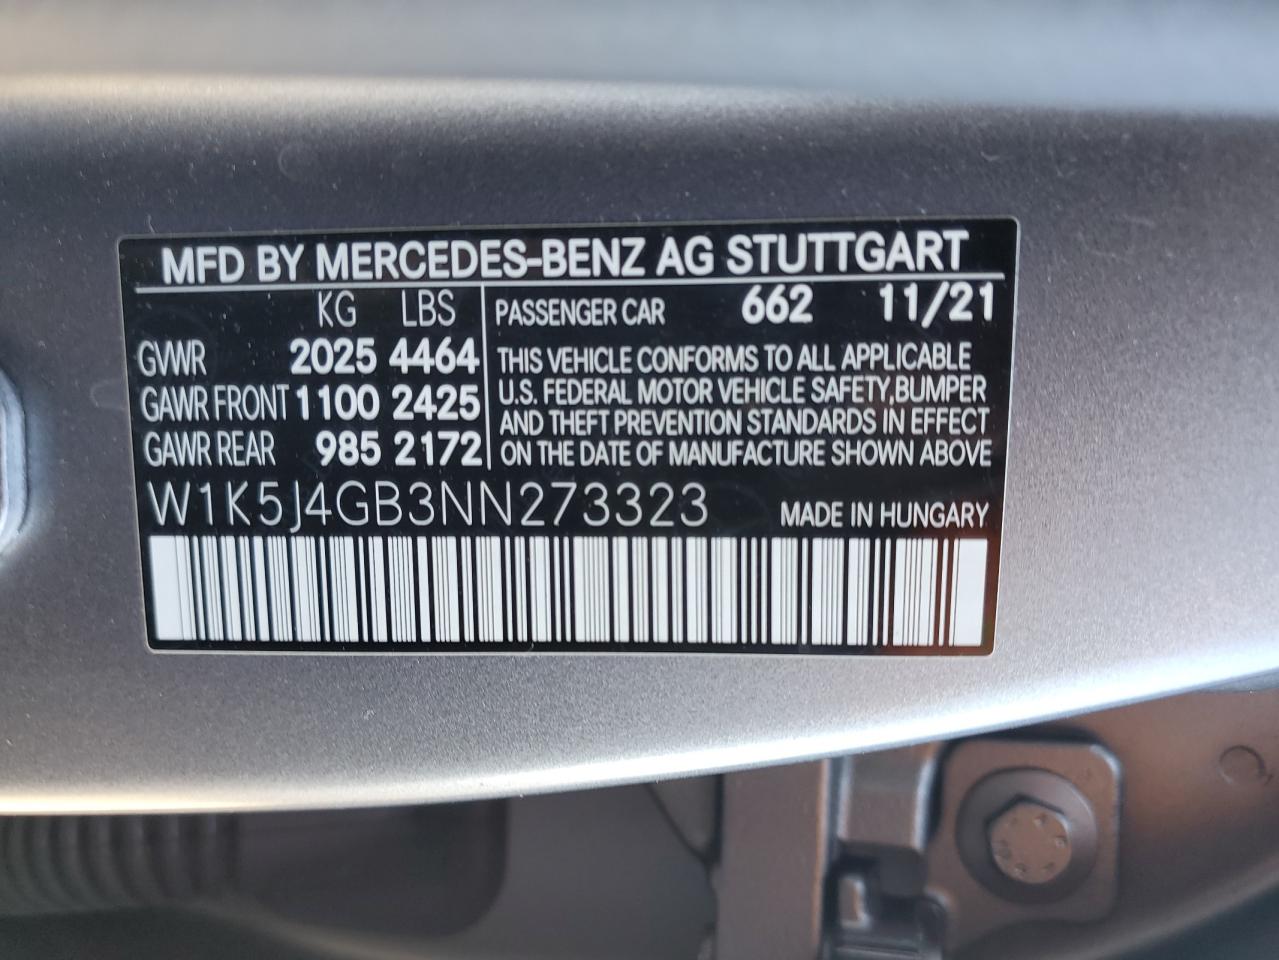 MFD BY MERCEDES-BENZ AG STUTTGART
KG LBS
GVWR 2025 4464
GAWR FRONT 1100 2425
GAWR REAR 985 2172
PASSENGER CAR 662 11/21
THIS VEHICLE CONFORMS TO ALL APPLICABLE
U.S. FEDERAL MOTOR VEHICLE SAFETY,BUMPER
AND THEFT PREVENTION STANDARDS IN EFFECT
ON THE DATE OF MANUFACTURE SHOWN ABOVE
W1K5J4GB3NN273323 MADE IN HUNGARY